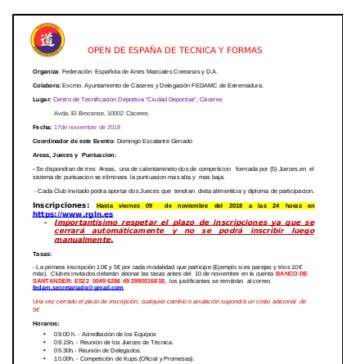 OPEN DE ESPAÑA DE TECNICA Y FORMAS
Organiza: Federación Española de Artes Marciales Coreanas y D.A.
Colabora: Excmo. Ayuntamiento de Cáceres y Delegación FEDAMC de Extremadura.
Lugar: Centro de Tecnificación Deportiva "Ciudad Deportiva", Cáceres
Avda. El Brocense, 10002 Cáceres.
Fecha: 17de noviembre de 2018
Coordinador de este Evento: Domingo Escalante Genado
Areas, Jueces y Puntuacion:
- Se dispondran de tres Areas, una de calentamineto dos de competicion formada por (5) Jueces,en el
sistema de puntuacion se eliminais la puntuacion mas alta y mas baja.
- Cada Club Invitado podra aportar dos Jueces que tendran dieta alimenticia y diploma de participacion.
Inscripciones: Hasta viernes 09 de noviembre del 2018 a las 24 horas en
https://www.rgin.es
- Importantísimo respetar el plazo de inscripciones ya que se
cerrará automáticamente y no se podrá inscribir luego
manualmente.
Tasas:
- La primera inscripción 10€ y 5€ por cada modalidad que participe (Ejemplo si es parejas y trios 10€
más). Clubes invitados deberán abonar las tasas antes del 10 de noviembre en la cuenta BANCO DE
SANTANDER: ES22 0049 6286 49 2990016838, los justificantes se remitirán al correo
fedam.secretariado@gmail.com
Una vez cerrado el plazo de inscripción, cualquier cambio o anulación supondrá un costo adicional de
5€
Horarios:
• 09.00 h. - Acreditación de los Equipos
• 09.15h. - Reunión de los Jueces de Técnica.
• 09.30h.- Reunión de Delegados.
• 10.00h. - Competición de Kups.(Oficial y Promesas).